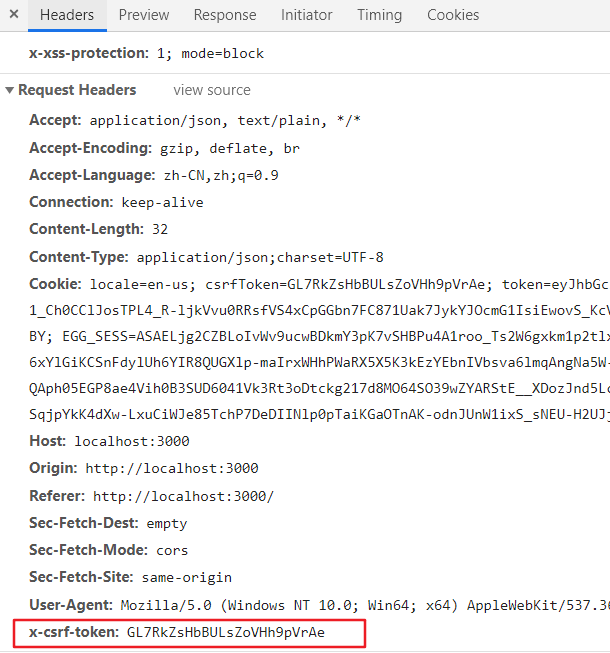 × Headers Preview Response Initiator Timing Cookies
x-xss-protection: 1; mode=block
▼ Request Headers view source
Accept: application/json, text/plain, */*
Accept-Encoding: gzip, deflate, br
Accept-Language: zh-CN,zh;q=0.9
Connection: keep-alive
Content-Length: 32
Content-Type: application/json;charset=UTF-8
Cookie: locale=en-us; csrfToken=GL7RkZsHbBULsZoVHh9pVrAe; token=eyJhbGc
1_Ch0CClJosTPL4_R-ljkVvu0RRsfVS4xCpGGbn7FC871Uak7JykYJOcmG1IsiEwovS_KcV
BY; EGG_SESS=ASAELjg2CZBLoIvWv9ucwBDkmY3pK7vSHBPu4A1roo_Ts2W6gxkm1p2tlx
6xYlGiKCSnFdylUh6YIR8QUGXlp-maIrxWHhPWaRX5X5K3kEzYEbnIVbsva6lmqAngNa5W-
QAph05EGP8ae4Vih0B3SUD6041Vk3Rt3oDtckg217d8MO64SO39wZYARStE__XDozJnd5Lc
SqjpYkK4dXw-LxuCiWJe85TchP7DeDIINlp0pTaiKGaOTnAK-odnJUnW1ixS_sNEU-H2UJj
Host: localhost:3000
Origin: http://localhost:3000
Referer: http://localhost:3000/
Sec-Fetch-Dest: empty
Sec-Fetch-Mode: cors
Sec-Fetch-Site: same-origin
User-Agent: Mozilla/5.0 (Windows NT 10.0; Win64; x64) AppleWebKit/537.36
x-csrf-token: GL7RkZsHbBULsZoVHh9pVrAe